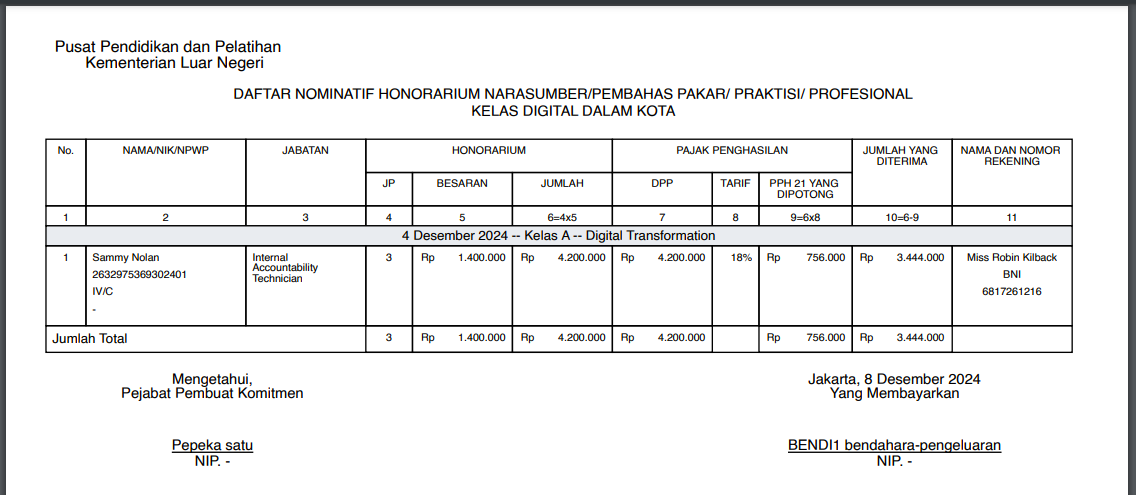 Pusat Pendidikan dan Pelatihan
Kementerian Luar Negeri
DAFTAR NOMINATIF HONORARIUM NARASUMBER/PEMBAHAS PAKAR/ PRAKTISI/ PROFESIONAL
KELAS DIGITAL DALAM KOTA
No. NAMA/NIK/NPWP JABATAN HONORARIUM PAJAK PENGHASILAN JUMLAH YANG DITERIMA NAMA DAN NOMOR REKENING
JP BESARAN JUMLAH DPP TARIF PPH 21 YANG DIPOTONG
1 2 3 4 5 6=4x5 7 8 9=6x8 10=6-9 11
4 Desember 2024 -- Kelas A -- Digital Transformation
1 Sammy Nolan Internal 3 Rp 1.400.000 Rp 4.200.000 Rp 4.200.000 18% Rp 756.000 Rp 3.444.000 Miss Robin Kilback
Accountability
2632975369302401 BNI
Technician
IV/C 6817261216
-
Jumlah Total 3 Rp 1.400.000 Rp 4.200.000 Rp 4.200.000 Rp 756.000 Rp 3.444.000
Mengetahui,
Pejabat Pembuat Komitmen
Jakarta, 8 Desember 2024
Yang Membayarkan
Pepeka satu
NIP. -
BENDI1 bendahara-pengeluaran
NIP. -